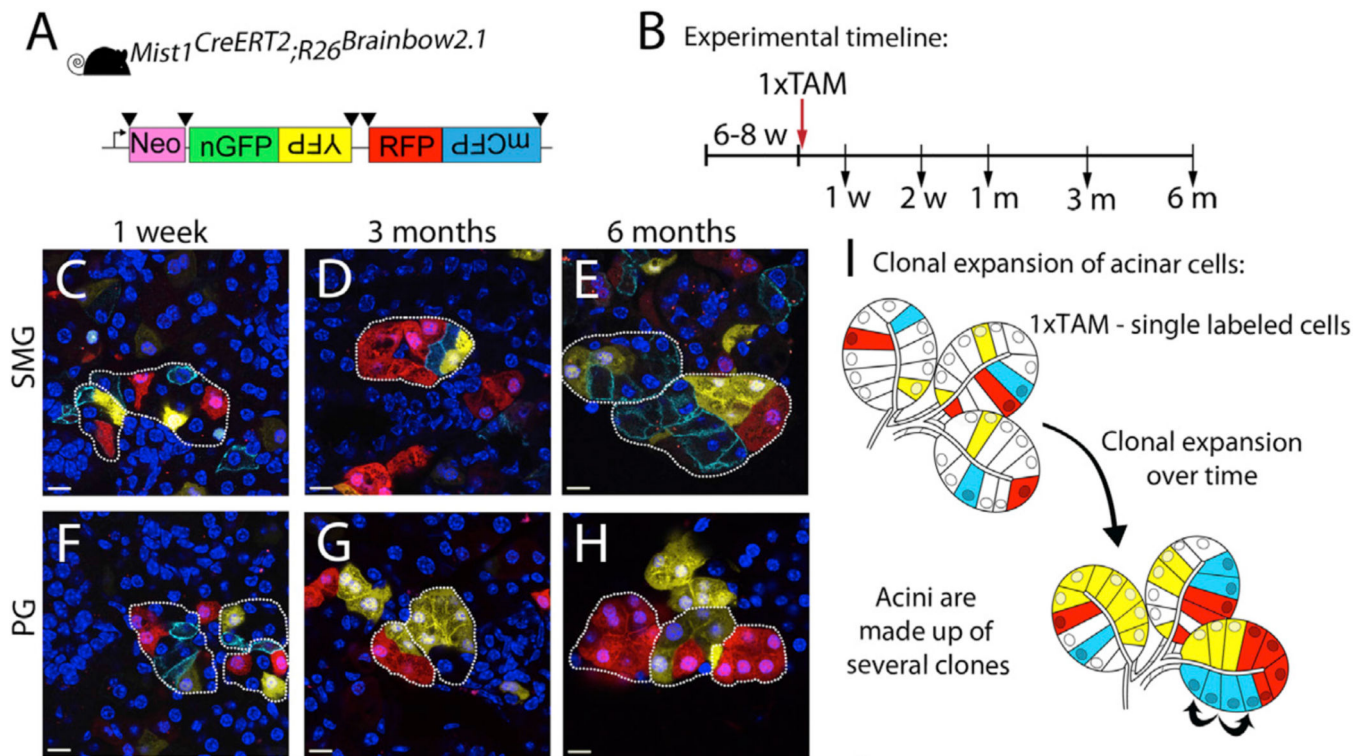 A
Mist1CreERT2;R26Brainbow2.1
Neo nGFP YFP RFP mCFP
B Experimental timeline:
1xTAM
6-8 w
1 w 2 w 1 m 3 m 6 m
1 week 3 months 6 months
SMG
C D E
PG
F G H
I Clonal expansion of acinar cells:
1xTAM - single labeled cells
Clonal expansion
over time
Acini are
made up of
several clones